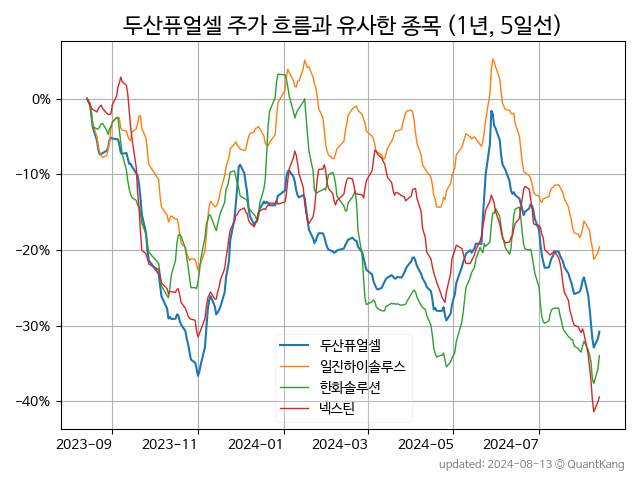 두산퓨얼셀 주가 흐름과 유사한 종목 (1년, 5일선)
0%
-10%
-20%
-30%
-40%
두산퓨얼셀
일진하이솔루스
한화솔루션
넥스틴
2023-09 2023-11 2024-01 2024-03 2024-05 2024-07
updated: 2024-08-13 © QuantKang